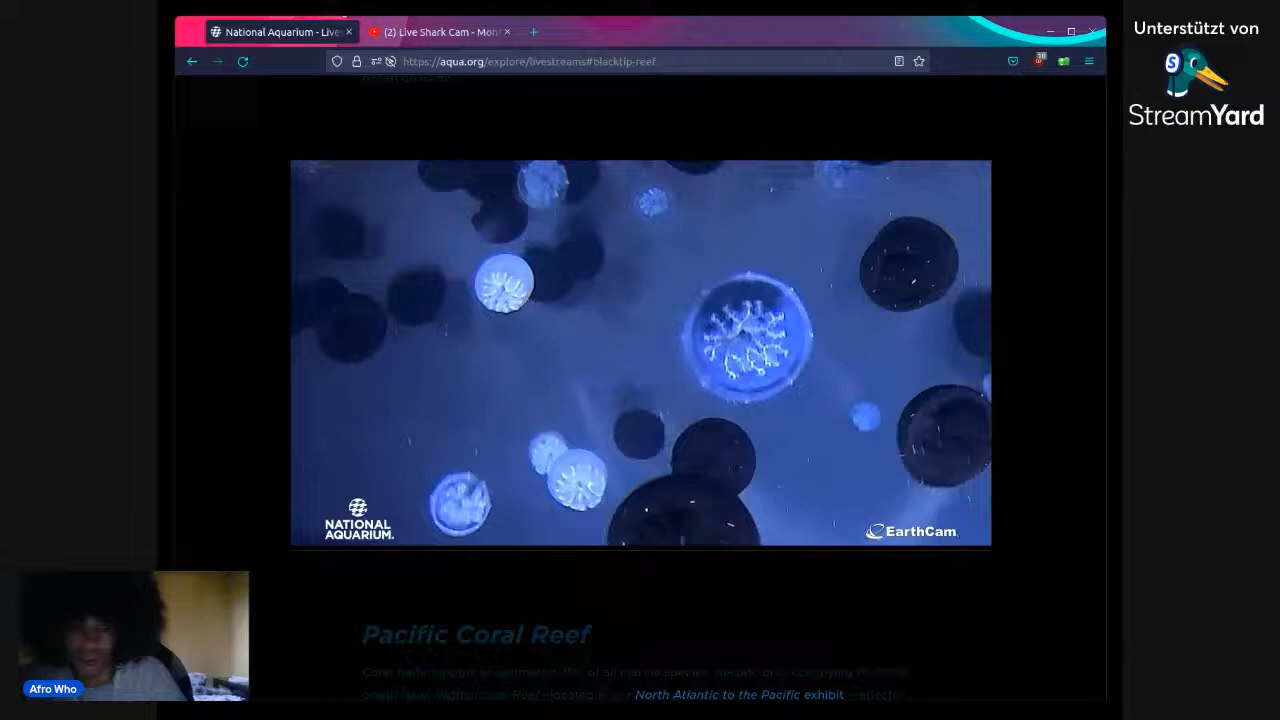 Unterstützt von
StreamYard
National Aquarium - Live
(2) Live Shark Cam - Mon
https://aqua.org/explore/livestreams#blacktip-reef
NATIONAL
AQUARIUM.
EarthCam
Pacific Coral Reef
North Atlantic to the Pacific exhibit
Afro Who